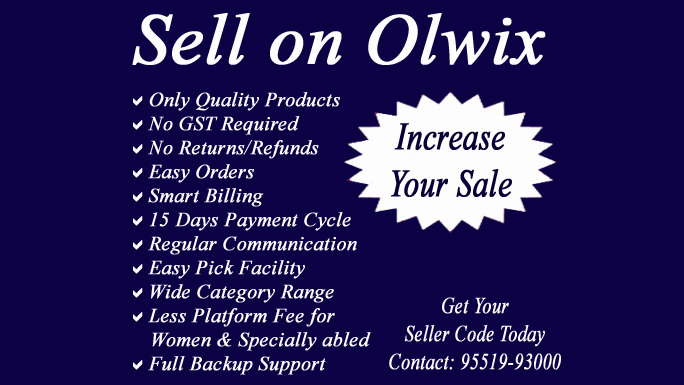 Sell on Olwix
Only Quality Products
No GST Required
No Returns/Refunds
Easy Orders
Smart Billing
15 Days Payment Cycle
Regular Communication
Easy Pick Facility
Wide Category Range
Less Platform Fee for
Women & Specially abled
Full Backup Support
Increase
Your Sale
Get Your
Seller Code Today
Contact: 95519-93000